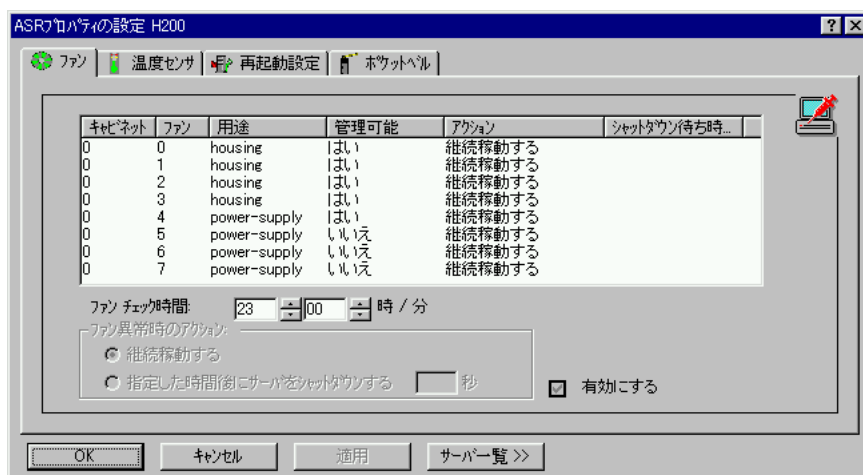 ASRプロパティの設定 H200
ファン 温度センサ 再起動設定 ポケットベル
キャビネット ファン 用途 管理可能 アクション シャットダウン待ち時...
0 0 housing はい 継続稼動する
0 1 housing はい 継続稼動する
0 2 housing はい 継続稼動する
0 3 housing はい 継続稼動する
0 4 power-supply はい 継続稼動する
0 5 power-supply いいえ 継続稼動する
0 6 power-supply いいえ 継続稼動する
0 7 power-supply いいえ 継続稼動する
ファン チェック時間: 23 00 時 / 分
ファン異常時のアクション:
継続稼動する
指定した時間後にサーバをシャットダウンする 秒
有効にする
OK キャンセル 適用 サーバ一覧 >>